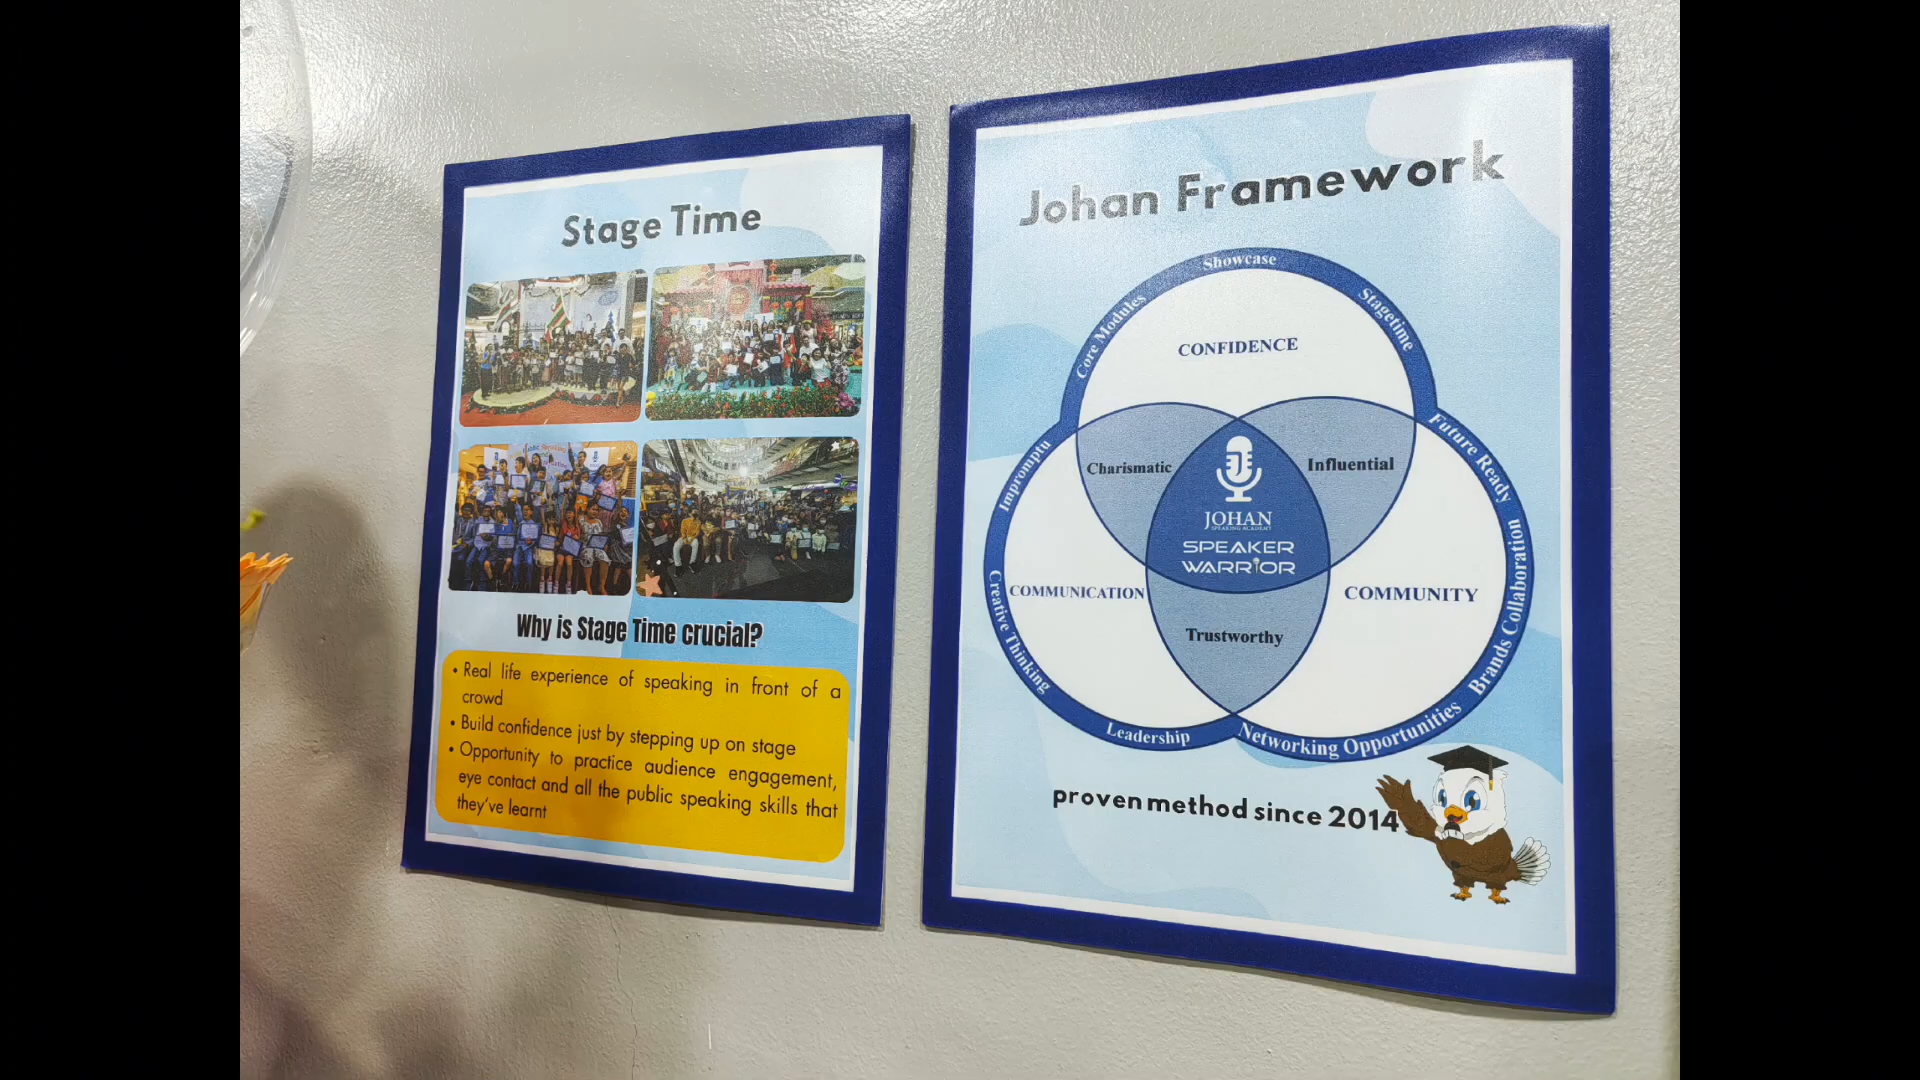 Stage Time
Why is Stage Time crucial?
• Real life experience of speaking in front of a
crowd
• Build confidence just by stepping up on stage
• Opportunity to practice audience engagement,
eye contact and all the public speaking skills that
they've learnt
Johan Framework
Showcase
Core Modules
Stagetime
CONFIDENCE
Impromptu
Future Ready
Charismatic
Influential
JOHAN
SPEAKING ACADEMY
SPEAKER
WARRIOR
COMMUNICATION
COMMUNITY
Creative Thinking
Brands Collaboration
Trustworthy
Leadership
Networking Opportunities
proven method since 2014